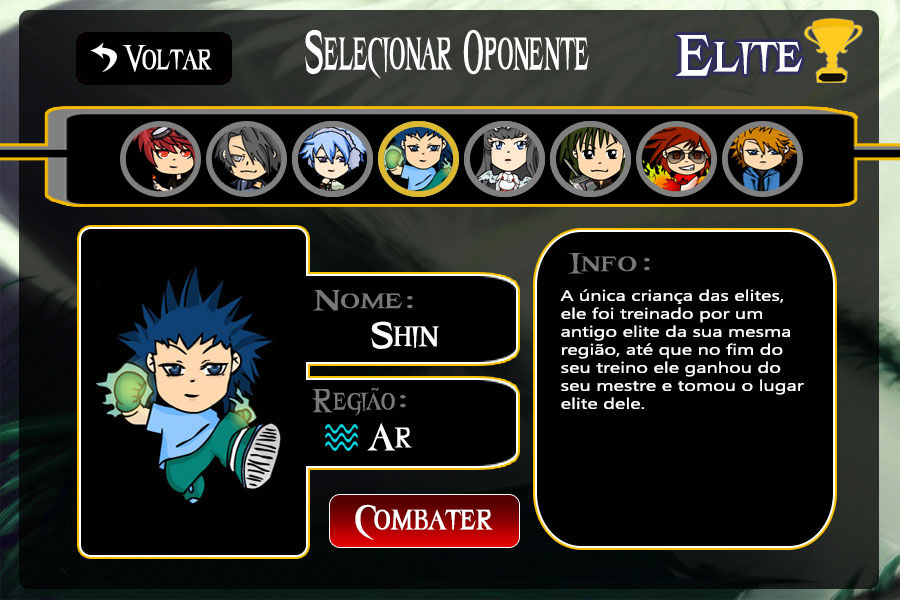 Voltar
Selecionar Oponente
Elite
Nome:
Shin
Região:
Ar
Combater
Info:
A única criança das elites,
ele foi treinado por um
antigo elite da sua mesma
região, até que no fim do
seu treino ele ganhou do
seu mestre e tomou o lugar
elite dele.